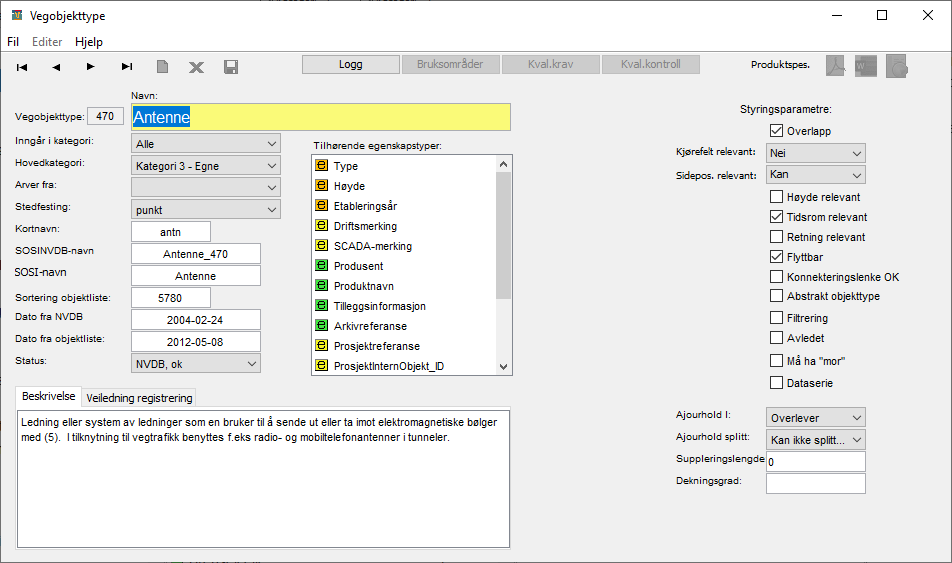 Vegobjekttype
Fil Editer Hjelp
Logg Bruksområder Kval.krav Kval.kontroll Produktspes.
Navn:
Vegobjekttype: 470 Antenne
Inngår i kategori: Alle
Hovedkategori: Kategori 3 - Egne
Arver fra:
Stedfesting: punkt
Kortnavn: antn
SOSINVDB-navn Antenne_470
SOSI-navn Antenne
Sortering objektliste: 5780
Dato fra NVDB 2004-02-24
Dato fra objektliste: 2012-05-08
Status: NVDB, ok
Tilhørende egenskapstyper:
e Type
e Høyde
e Etableringsår
e Driftsmerking
e SCADA-merking
e Produsent
e Produktnavn
e Tilleggsinformasjon
e Arkivreferanse
e Prosjektreferanse
e ProsjektInternObjekt_ID
Beskrivelse Veiledning registrering
Ledning eller system av ledninger som en bruker til å sende ut eller ta imot elektromagnetiske bølger
med (5). I tilknytning til vegtrafikk benyttes f.eks radio- og mobiltelefonantenner i tunneler.
Styringsparametre:
Overlapp
Kjørefelt relevant: Nei
Sidepos. relevant: Kan
Høyde relevant
Tidsrom relevant
Retning relevant
Flyttbar
Konnekteringslenke OK
Abstrakt objekttype
Filtrering
Avledet
Må ha "mor"
Dataserie
Ajourhold I: Overlever
Ajourhold splitt: Kan ikke splitt...
Suppleringslengde 0
Dekningsgrad: